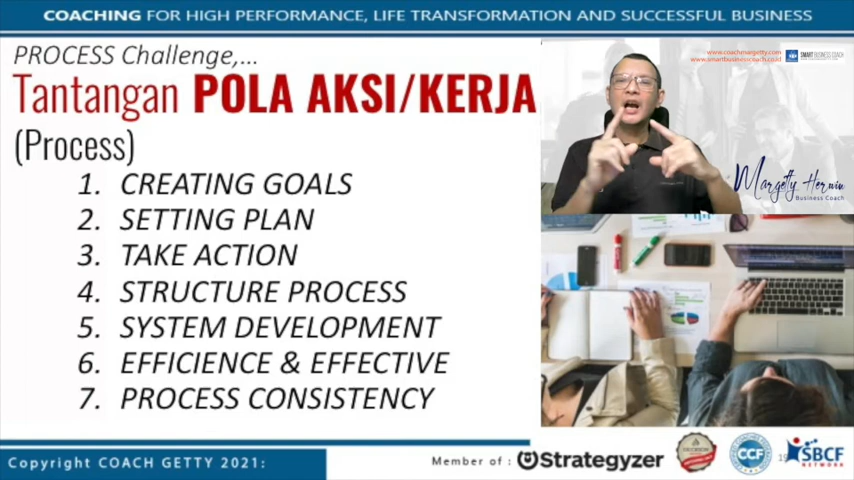 COACHING FOR HIGH PERFORMANCE, LIFE TRANSFORMATION AND SUCCESSFUL BUSINESS
PROCESS Challenge,...
Tantangan POLA AKSI/KERJA
(Process)
1. CREATING GOALS
2. SETTING PLAN
3. TAKE ACTION
4. STRUCTURE PROCESS
5. SYSTEM DEVELOPMENT
6. EFFICIENCE & EFFECTIVE
7. PROCESS CONSISTENCY
www.coachmargetty.com
www.smartbusinesscoach.co.id
SMART BUSINESS COACH
Margetty Herwin
Business Coach
Copyright COACH GETTY 2021:
Member of :
Strategyzer
CCF
SBCF
NETWORK